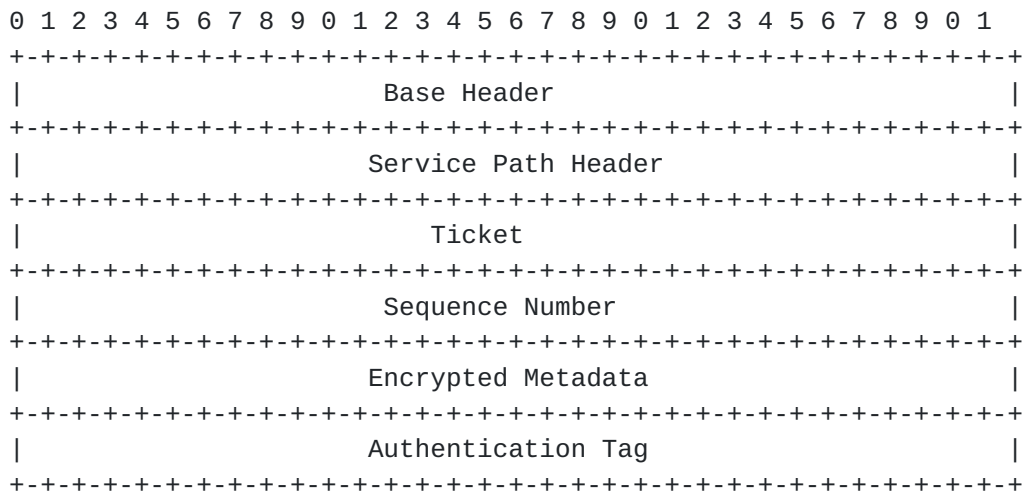 0 1 2 3 4 5 6 7 8 9 0 1 2 3 4 5 6 7 8 9 0 1 2 3 4 5 6 7 8 9 0 1
+-+-+-+-+-+-+-+-+-+-+-+-+-+-+-+-+-+-+-+-+-+-+-+-+-+-+-+-+-+-+-+-+
|                       Base Header                             |
+-+-+-+-+-+-+-+-+-+-+-+-+-+-+-+-+-+-+-+-+-+-+-+-+-+-+-+-+-+-+-+-+
|                      Service Path Header                      |
+-+-+-+-+-+-+-+-+-+-+-+-+-+-+-+-+-+-+-+-+-+-+-+-+-+-+-+-+-+-+-+-+
|                          Ticket                               |
+-+-+-+-+-+-+-+-+-+-+-+-+-+-+-+-+-+-+-+-+-+-+-+-+-+-+-+-+-+-+-+-+
|                       Sequence Number                         |
+-+-+-+-+-+-+-+-+-+-+-+-+-+-+-+-+-+-+-+-+-+-+-+-+-+-+-+-+-+-+-+-+
|                      Encrypted Metadata                       |
+-+-+-+-+-+-+-+-+-+-+-+-+-+-+-+-+-+-+-+-+-+-+-+-+-+-+-+-+-+-+-+-+
|                      Authentication Tag                       |
+-+-+-+-+-+-+-+-+-+-+-+-+-+-+-+-+-+-+-+-+-+-+-+-+-+-+-+-+-+-+-+-+